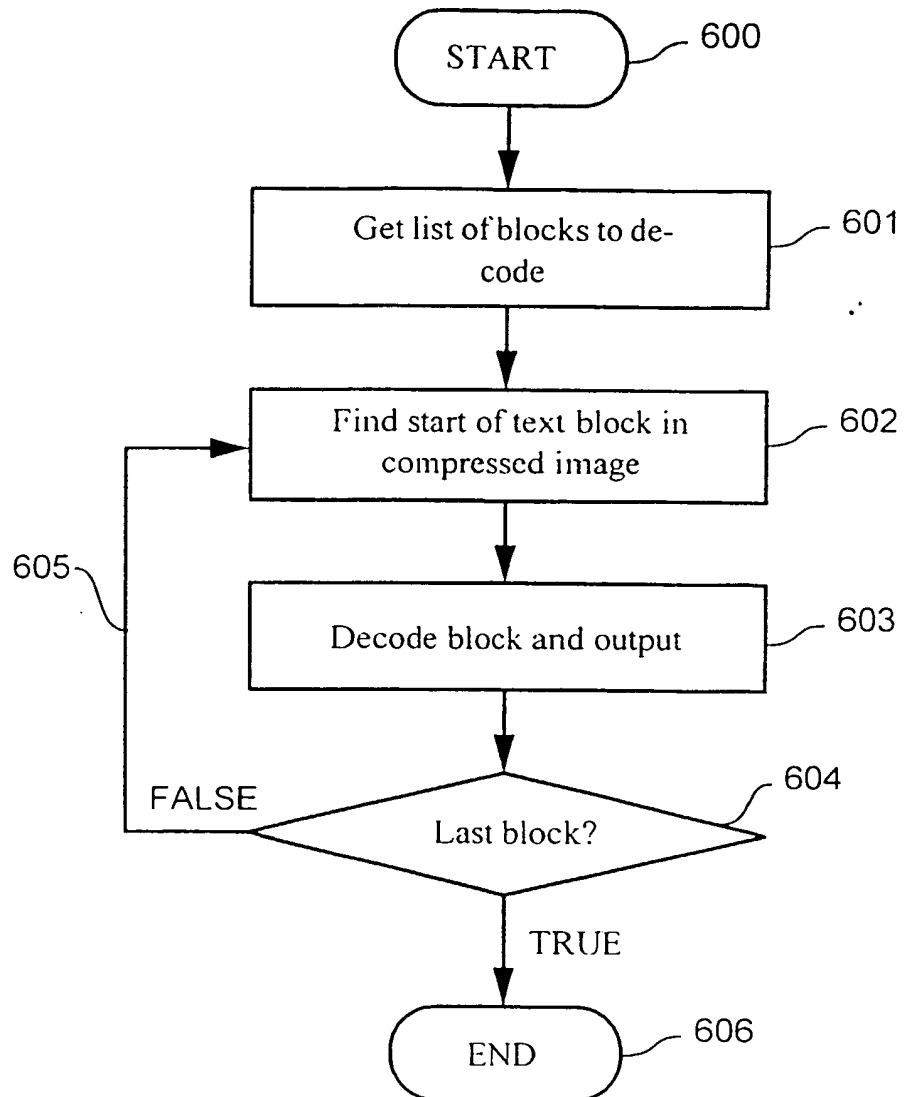 START
600
Get list of blocks to de-
code
601
Find start of text block in
compressed image
602
605
Decode block and output
603
FALSE
Last block?
604
TRUE
END
606